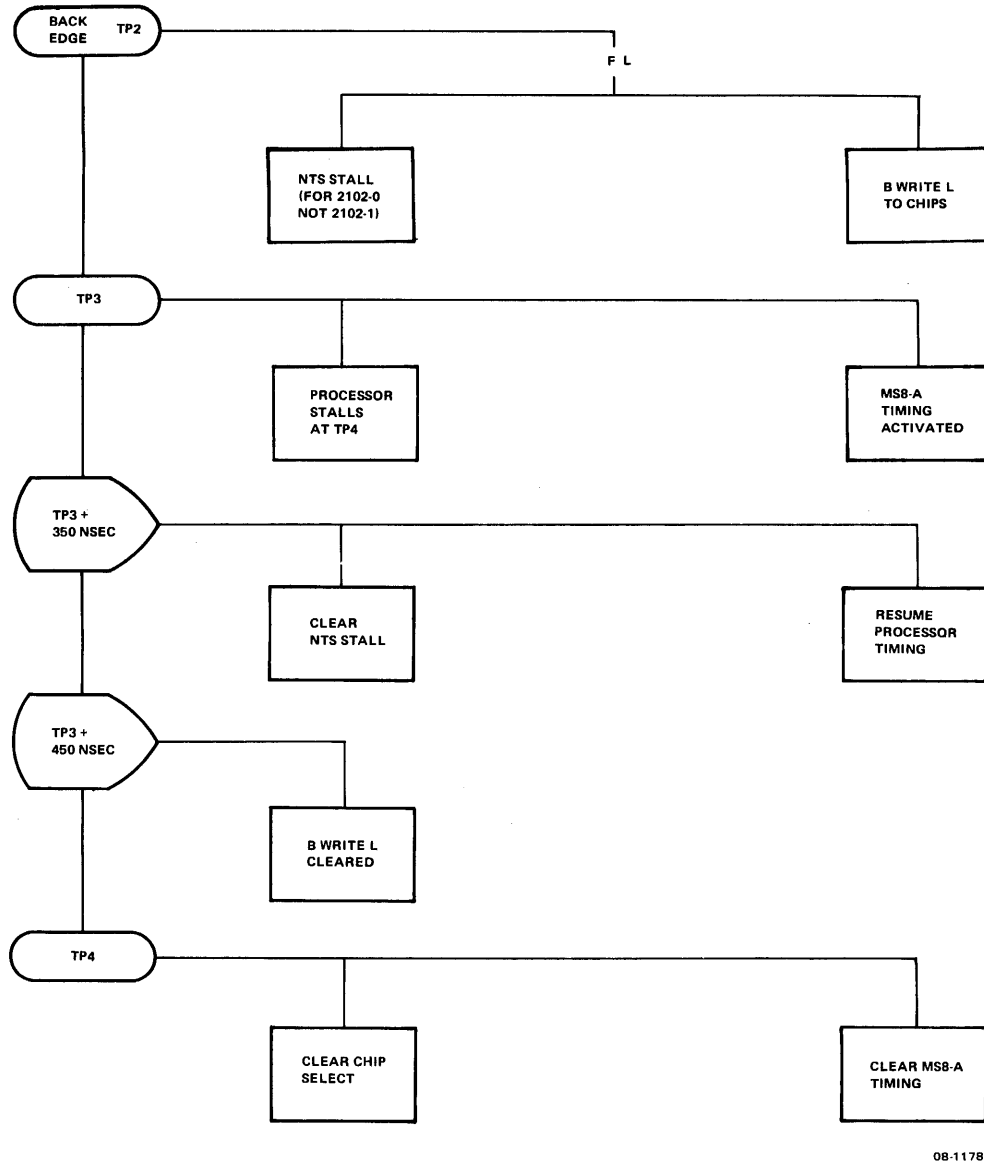 BACK TP2
EDGE
F L
NTS STALL
(FOR 2102-0
NOT 2102-1)
B WRITE L
TO CHIPS
TP3
PROCESSOR
STALLS
AT TP4
MS8-A
TIMING
ACTIVATED
TP3 +
350 NSEC
CLEAR
NTS STALL
RESUME
PROCESSOR
TIMING
TP3 +
450 NSEC
B WRITE L
CLEARED
TP4
CLEAR CHIP
SELECT
CLEAR MS8-A
TIMING
08-1178